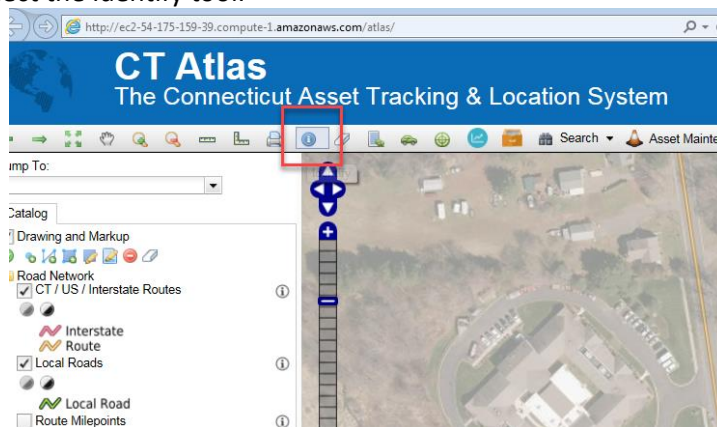 http://ec2-54-175-159-39.compute-1.amazonaws.com/atlas/
CT Atlas
The Connecticut Asset Tracking & Location System
Search Asset Mainte
ump To:
Catalog
Drawing and Markup
Road Network
CT / US / Interstate Routes
Interstate
Route
Local Roads
Local Road
Route Milepoints